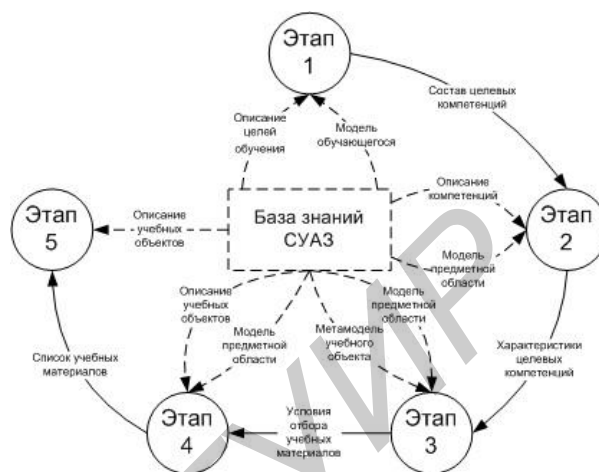 Этап
1
Состав целевых
компетенций
Описание
целей
обучения
Модель
обучающегося
Этап
5
Описание
учебных
объектов
База знаний
СУАЗ
Описание
компетенций
Этап
2
Модель
предметной
области
Описание
учебных
объектов
Модель
предметной
области
Метамодель
учебного
объекта
Модель
предметной
области
Список учебных
материалов
Характеристики
целевых
компетенций
Этап
4
Условия
отбора
учебных
материалов
Этап
3
УИР